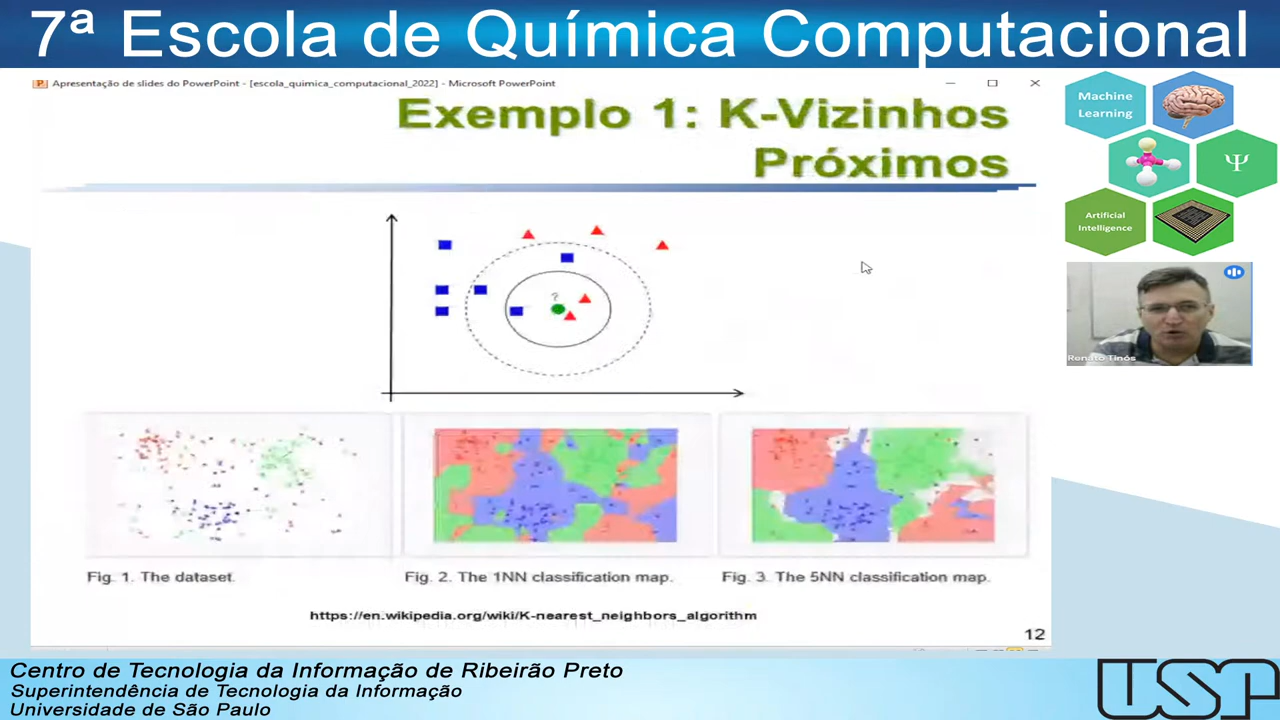 7ª Escola de Química Computacional
Apresentação de slides do PowerPoint - [escola_quimica_computacional_2022] - Microsoft PowerPoint
Exemplo 1: K-Vizinhos
Próximos
Machine
Learning
Ψ
Artificial
Intelligence
?
Renato Tinós
Fig. 1. The dataset.
Fig. 2. The 1NN classification map.
Fig. 3. The 5NN classification map.
https://en.wikipedia.org/wiki/K-nearest_neighbors_algorithm
12
Centro de Tecnologia da Informação de Ribeirão Preto
Superintendência de Tecnologia da Informação
Universidade de São Paulo
USP